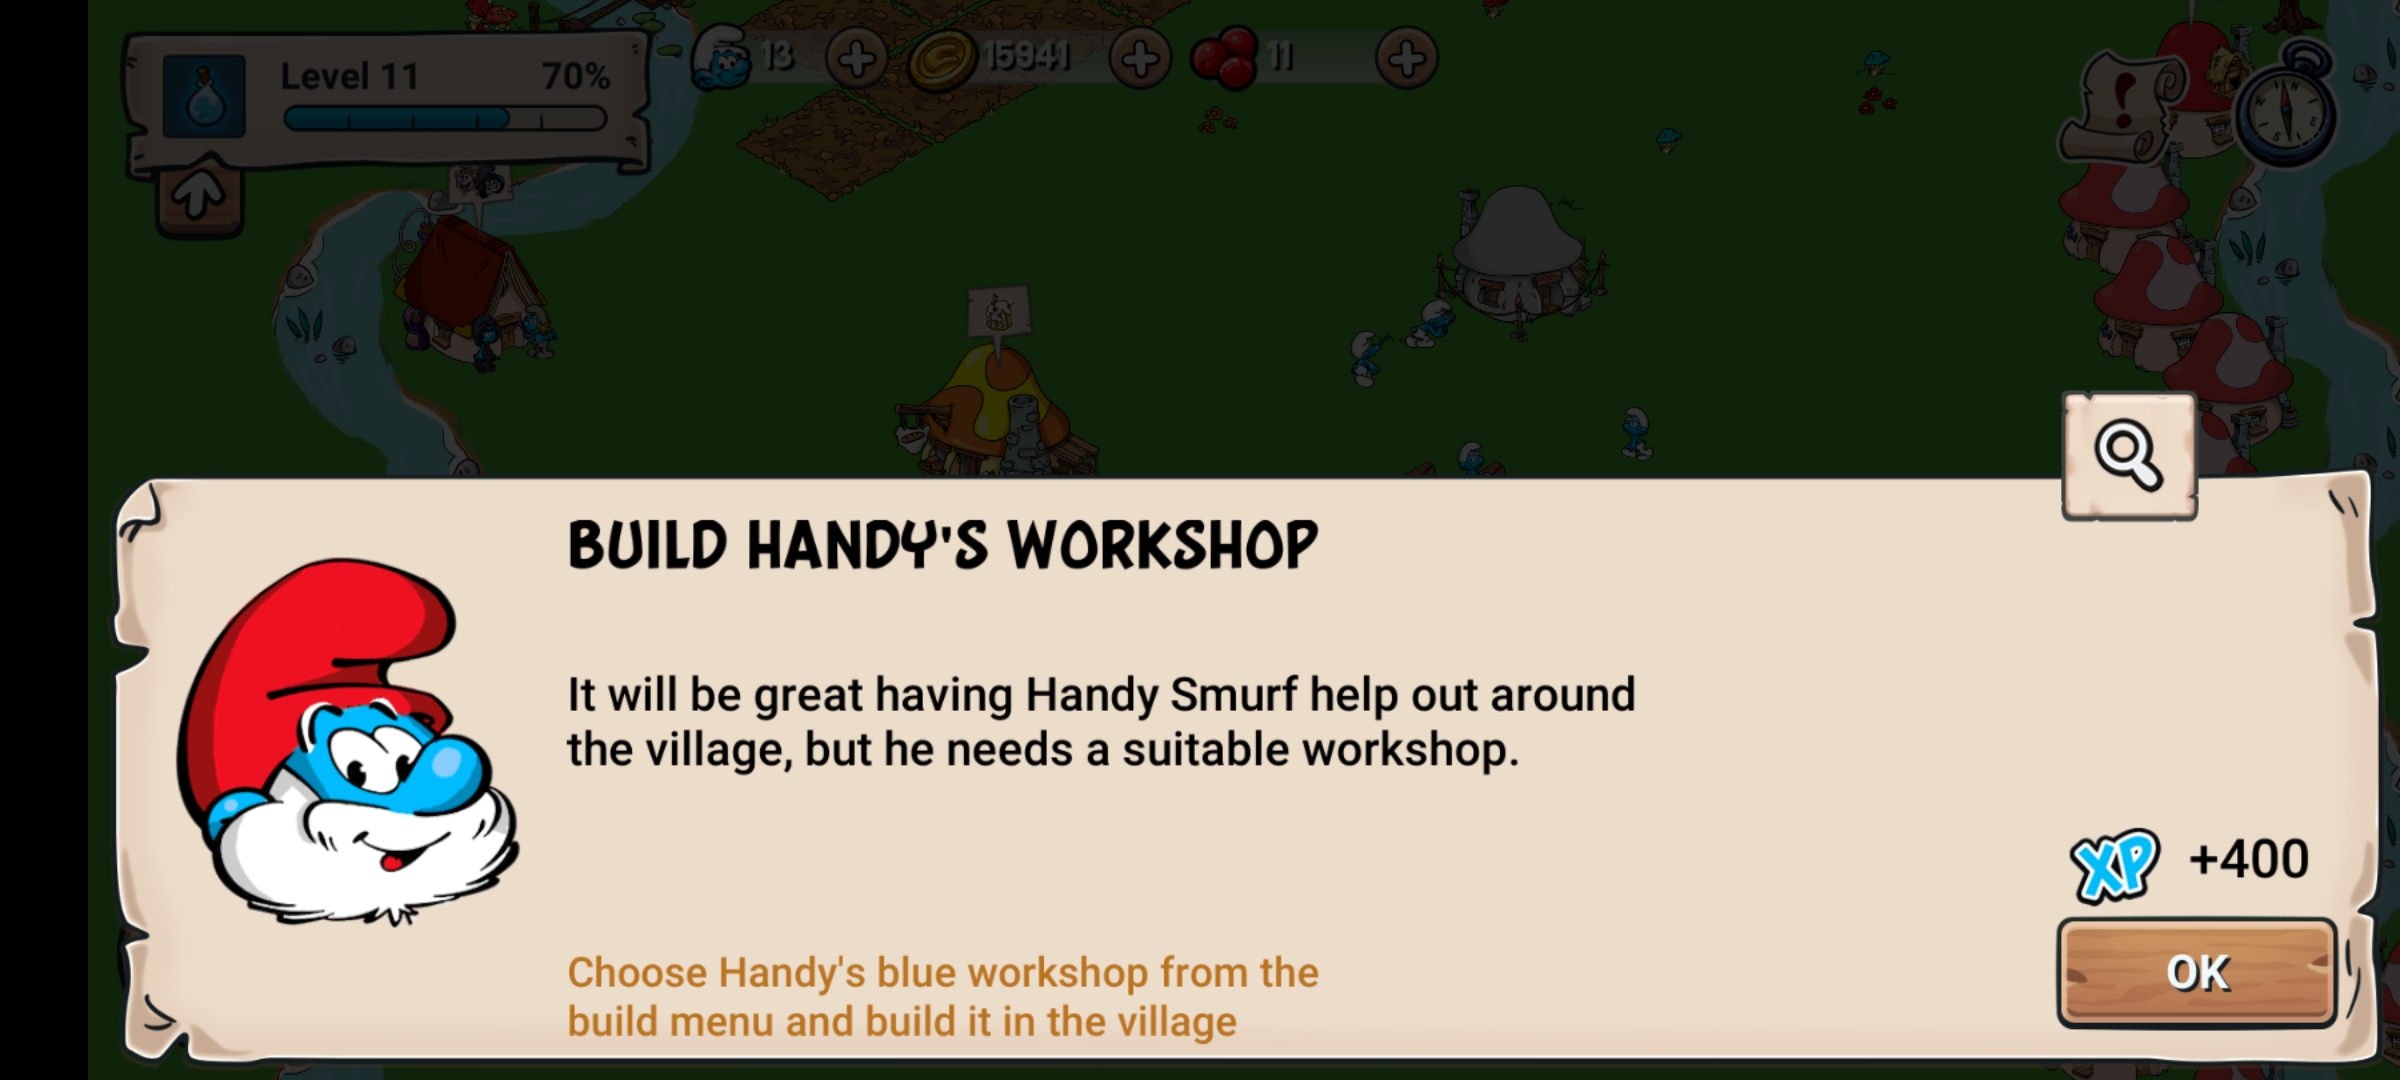 Level 11 70%
13
15941
11
BUILD HANDY'S WORKSHOP
It will be great having Handy Smurf help out around
the village, but he needs a suitable workshop.
XP +400
Choose Handy's blue workshop from the
build menu and build it in the village
OK